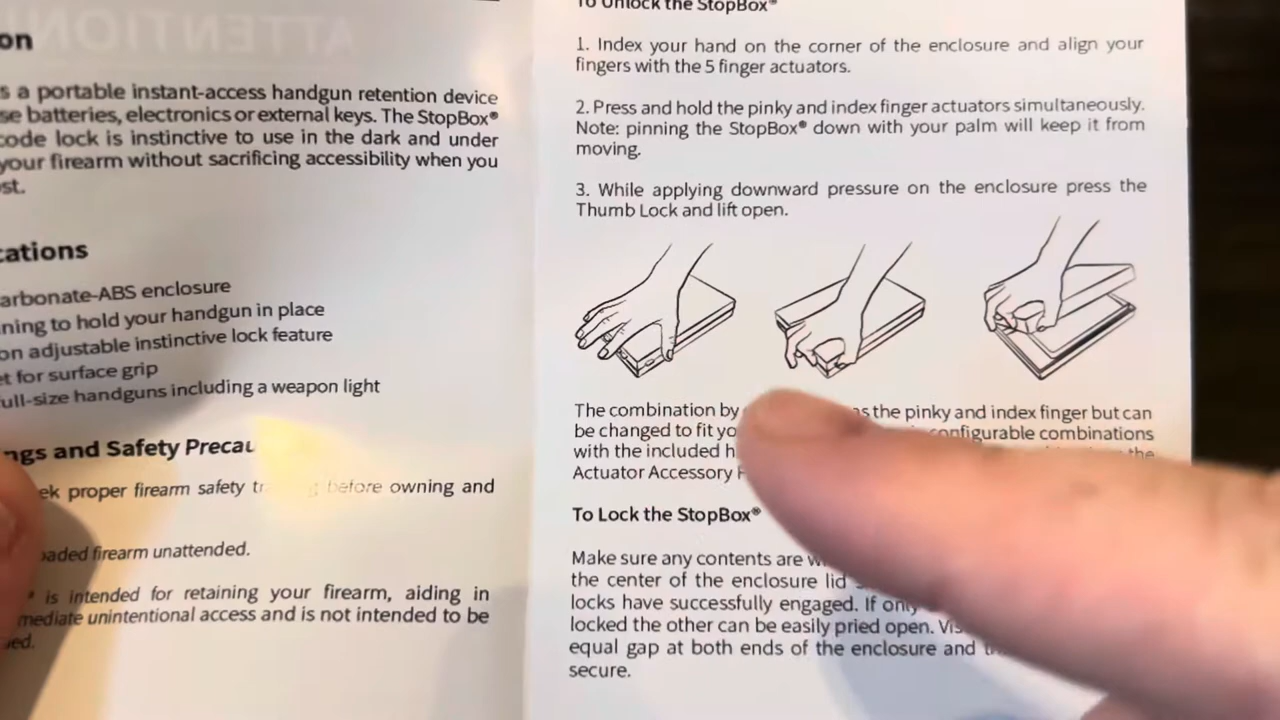 ATTENTION
on
s a portable instant-access handgun retention device
se batteries, electronics or external keys. The StopBox®
code lock is instinctive to use in the dark and under
your firearm without sacrificing accessibility when you
st.
cations
arbonate-ABS enclosure
ning to hold your handgun in place
on adjustable instinctive lock feature
et for surface grip
ull-size handguns including a weapon light
ngs and Safety Precau
ek proper firearm safety tr before owning and
aded firearm unattended.
® is intended for retaining your firearm, aiding in
mediate unintentional access and is not intended to be
ed.
To Unlock the StopBox®
1. Index your hand on the corner of the enclosure and align your
fingers with the 5 finger actuators.
2. Press and hold the pinky and index finger actuators simultaneously.
Note: pinning the StopBox® down with your palm will keep it from
moving.
3. While applying downward pressure on the enclosure press the
Thumb Lock and lift open.
The combination by as the pinky and index finger but can
be changed to fit yo configurable combinations
with the included h the
Actuator Accessory
To Lock the StopBox®
Make sure any contents are w
the center of the enclosure lid
locks have successfully engaged. If only
locked the other can be easily pried open. Vis
equal gap at both ends of the enclosure and
secure.